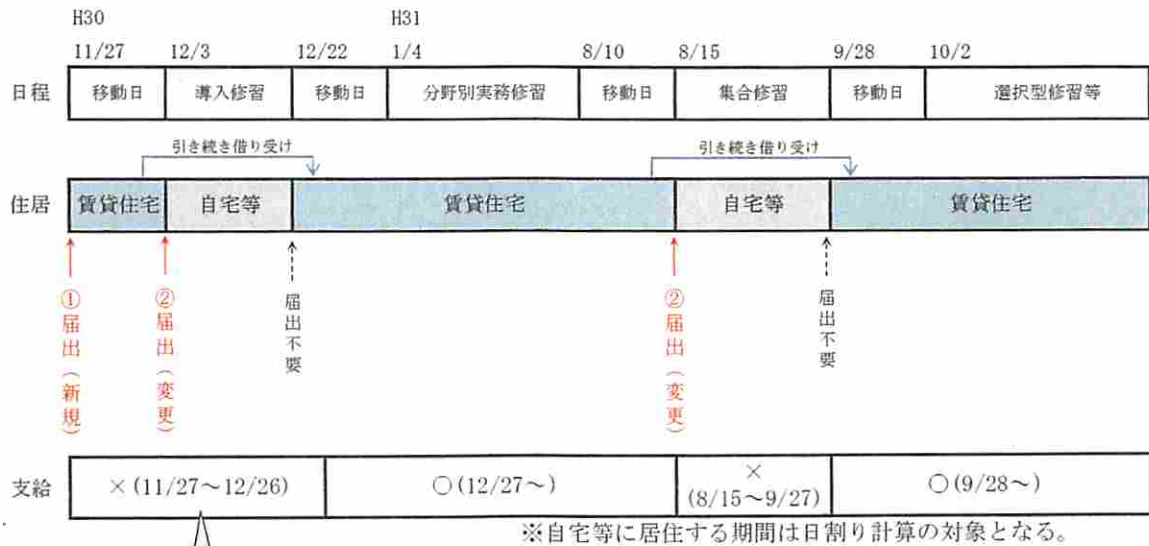 H30 H31
11/27 12/3 12/22 1/4 8/10 8/15 9/28 10/2
日程 移動日 導入修習 移動日 分野別実務修習 移動日 集合修習 移動日 選択型修習等
引き続き借り受け 引き続き借り受け
住居 賃貸住宅 自宅等 賃貸住宅 自宅等 賃貸住宅
①届出(新規)
②届出(変更)
届出不要
②届出(変更)
届出不要
支給 ×(11/27～12/26) ○(12/27～) × (8/15～9/27) ○(9/28～)
※自宅等に居住する期間は日割り計算の対象となる。